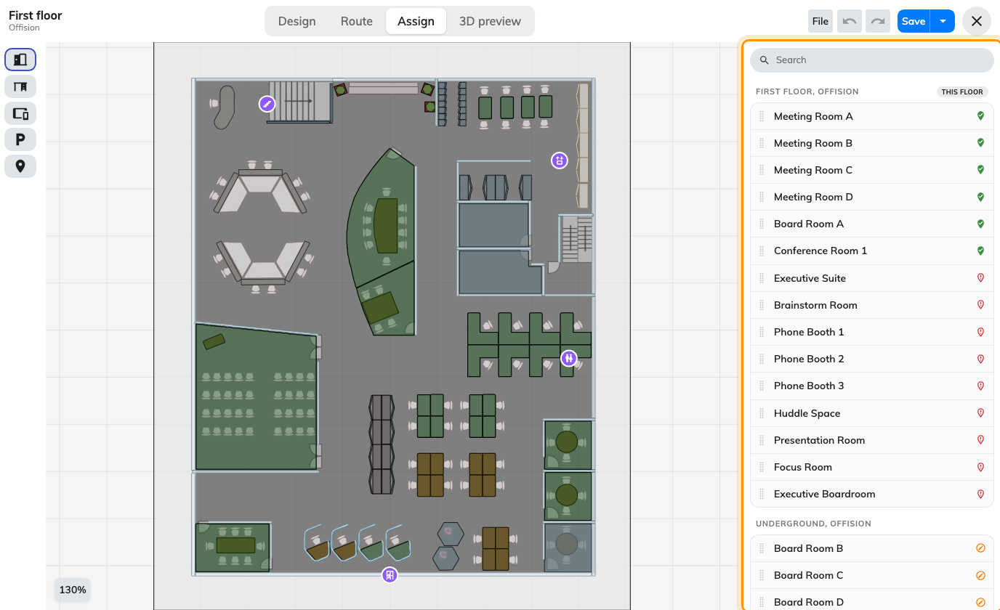 First floor
Offision
Design
Route
Assign
3D preview
File
Save
Search
FIRST FLOOR, OFFISION
THIS FLOOR
Meeting Room A
Meeting Room B
Meeting Room C
Meeting Room D
Board Room A
Conference Room 1
Executive Suite
Brainstorm Room
Phone Booth 1
Phone Booth 2
Phone Booth 3
Huddle Space
Presentation Room
Focus Room
Executive Boardroom
UNDERGROUND, OFFISION
Board Room B
Board Room C
Board Room D
P
130%